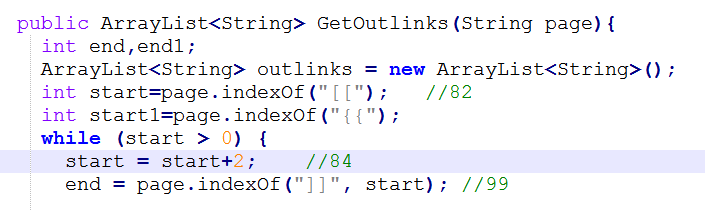 public ArrayList<String> GetOutlinks(String page){
int end,end1;
ArrayList<String> outlinks = new ArrayList<String>();
int start=page.indexOf("[[");   //82
int start1=page.indexOf("{{");
while (start > 0) {
start = start+2;    //84
end = page.indexOf("]]", start); //99